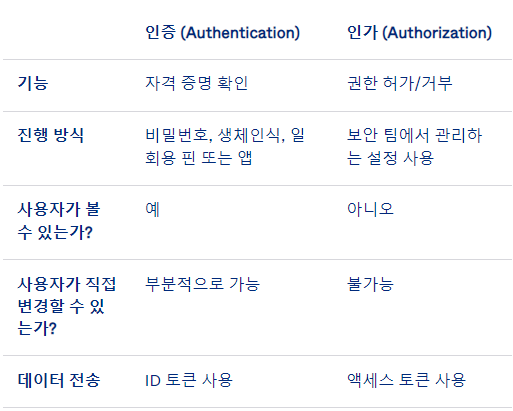 인증 (Authentication) 인가 (Authorization)
기능 자격 증명 확인 권한 허가/거부
진행 방식 비밀번호, 생체인식, 일 보안 팀에서 관리하
회용 핀 또는 앱 는 설정 사용
사용자가 볼 예 아니오
수 있는가?
사용자가 직접 부분적으로 가능 불가능
변경할 수 있
는가?
데이터 전송 ID 토큰 사용 액세스 토큰 사용